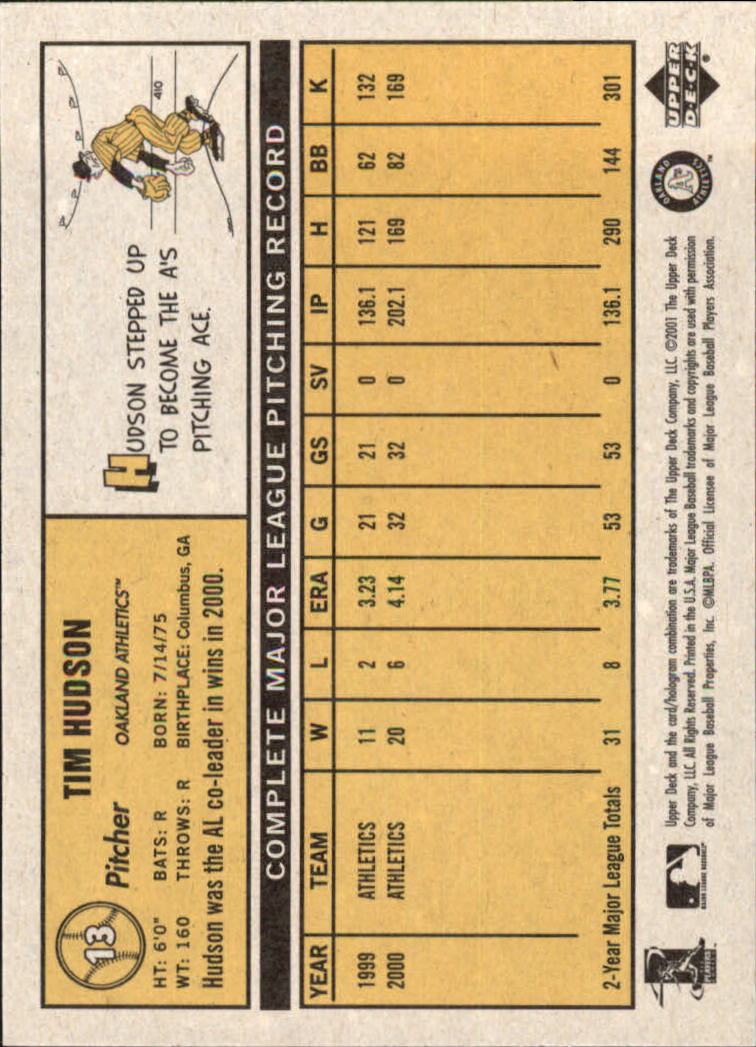 13
TIM HUDSON
Pitcher OAKLAND ATHLETICS™
HT: 6'0" BATS: R BORN: 7/14/75
WT: 160 THROWS: R BIRTHPLACE: Columbus, GA
Hudson was the AL co-leader in wins in 2000.
HUDSON STEPPED UP
TO BECOME THE A'S
PITCHING ACE.
410
COMPLETE MAJOR LEAGUE PITCHING RECORD
YEAR TEAM W L ERA G GS SV IP H BB K
1999 ATHLETICS 11 2 3.23 21 21 0 136.1 121 62 132
2000 ATHLETICS 20 6 4.14 32 32 0 202.1 169 82 169
2-Year Major League Totals 31 8 3.77 53 53 0 136.1 290 144 301
PLAYERS
MAJOR LEAGUE BASEBALL
Upper Deck and the card/hologram combination are trademarks of The Upper Deck Company, LLC ©2001 The Upper Deck
Company, LLC. All Rights Reserved. Printed in the U.S.A. Major League Baseball trademarks and copyrights are used with permission
of Major League Baseball Properties, Inc. ©MLBPA. Official Licensee of Major League Baseball Players Association.
OAKLAND ATHLETICS A's ™
UPPER DECK ®